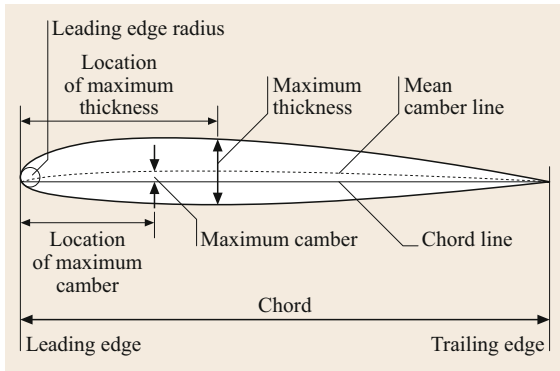 Leading edge radius
Location
of maximum
thickness
Maximum
thickness
Mean
camber line
Location
of maximum
camber
Maximum camber
Chord line
Chord
Leading edge
Trailing edge